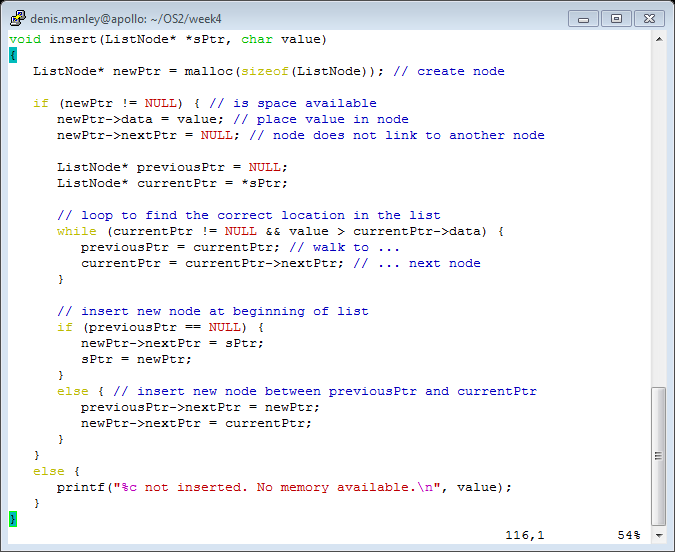 denis.manley@apollo: ~/OS2/week4
void insert(ListNode* *sPtr, char value)
{
ListNode* newPtr = malloc(sizeof(ListNode)); // create node
if (newPtr != NULL) { // is space available
newPtr->data = value; // place value in node
newPtr->nextPtr = NULL; // node does not link to another node
ListNode* previousPtr = NULL;
ListNode* currentPtr = *sPtr;
// loop to find the correct location in the list
while (currentPtr != NULL && value > currentPtr->data) {
previousPtr = currentPtr; // walk to ...
currentPtr = currentPtr->nextPtr; // ... next node
}
// insert new node at beginning of list
if (previousPtr == NULL) {
newPtr->nextPtr = sPtr;
sPtr = newPtr;
}
else { // insert new node between previousPtr and currentPtr
previousPtr->nextPtr = newPtr;
newPtr->nextPtr = currentPtr;
}
}
else {
printf("%c not inserted. No memory available.\n", value);
}
}
116,1 54%